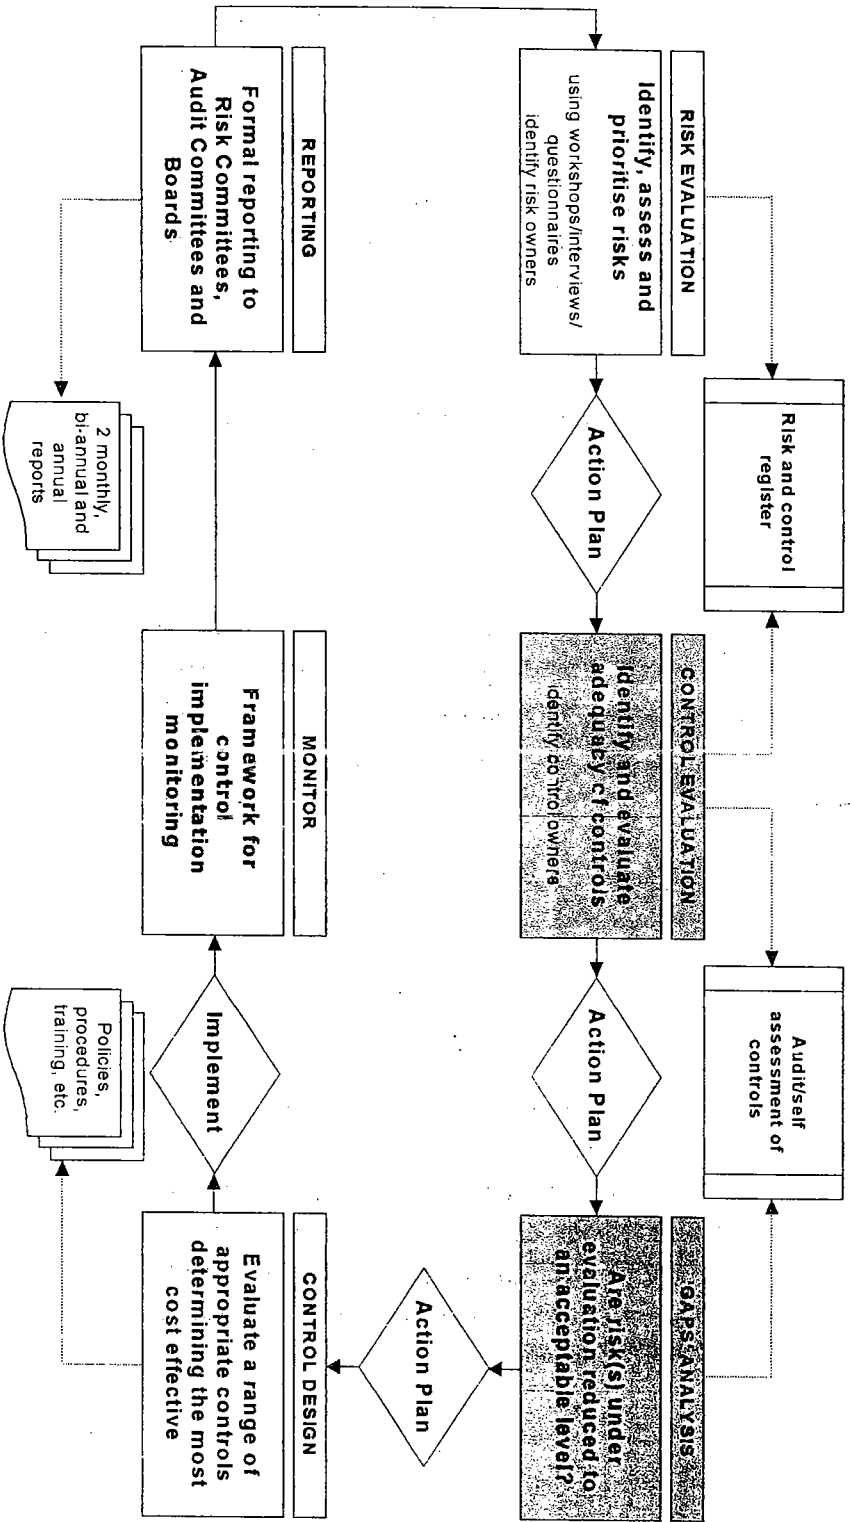 Risk and control
register
Audit/self
assessment of
controls
RISK EVALUATION
CONTROL EVALUATION
GAPS ANALYSIS
Identify, assess and
prioritise risks
using workshops/interviews/
questionnaires
identify risk owners
Action Plan
Identify and evaluate
adequacy of controls
identify control owners
Action Plan
Are risk(s) under
evaluation reduced to
an acceptable level?
Action Plan
REPORTING
MONITOR
CONTROL DESIGN
Formal reporting to
Risk Committees,
Audit Committees and
Boards
Framework for
control
implementation
monitoring
Implement
Evaluate a range of
appropriate controls
determining the most
cost effective
2 monthly,
bi-annual and
annual
reports
Policies,
procedures,
training, etc.